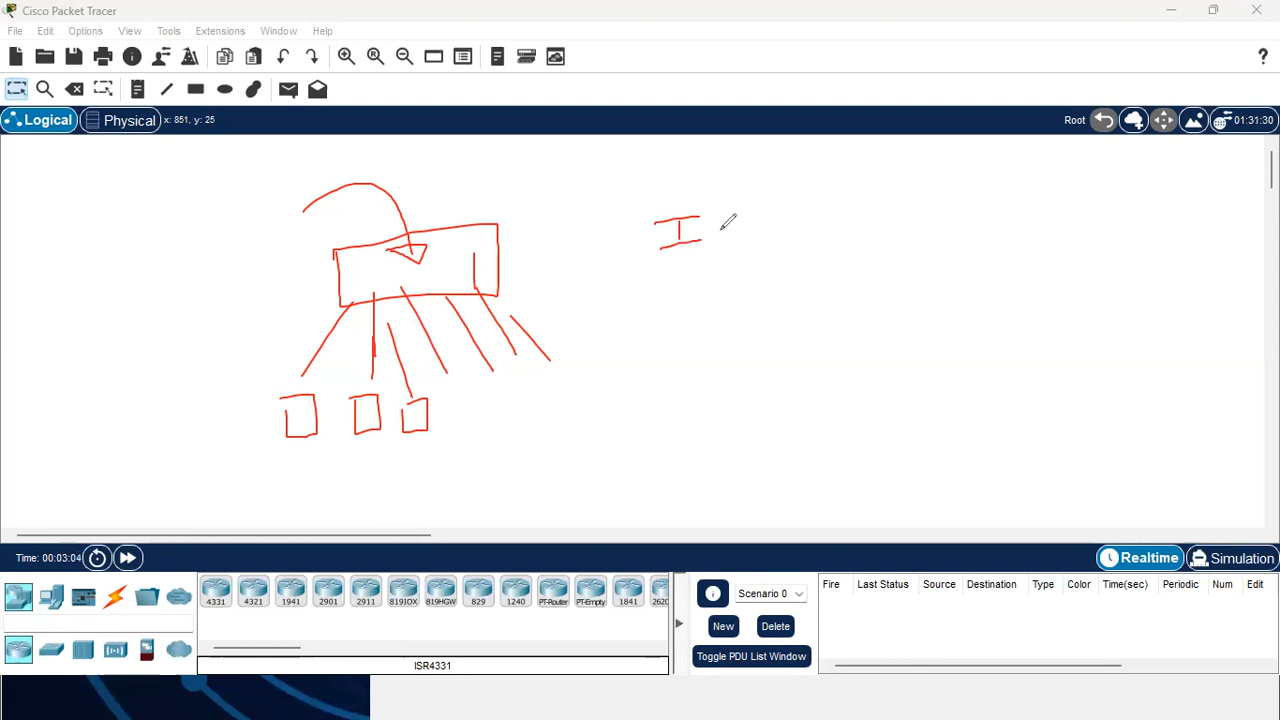 Cisco Packet Tracer
File Edit Options View Tools Extensions Window Help
?
Logical Physical x: 851, y: 25 Root 01:31:30
I
Time: 00:03:04 Realtime Simulation
4331 4321 1941 2901 2911 819IOX 819HGW 829 1240 PT-Router PT-Empty 1841 2620
ISR4331
Scenario 0
New Delete
Toggle PDU List Window
Fire Last Status Source Destination Type Color Time(sec) Periodic Num Edit